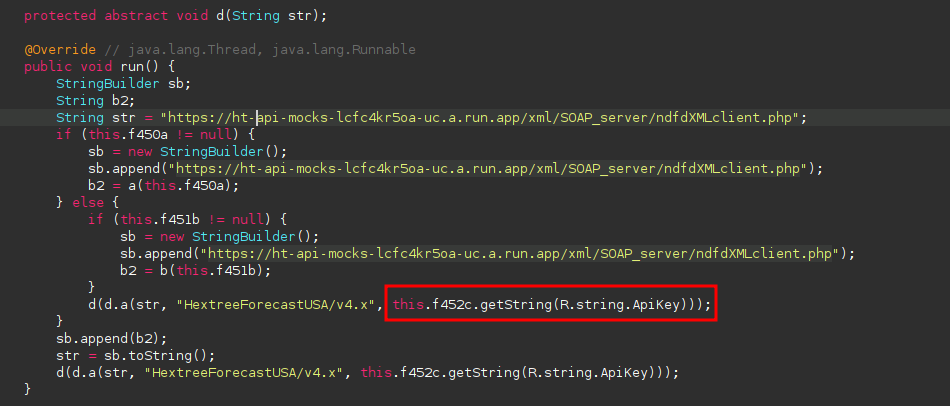 protected abstract void d(String str);
@Override // java.lang.Thread, java.lang.Runnable
public void run() {
StringBuilder sb;
String b2;
String str = "https://ht-api-mocks-lcfc4kr5oa-uc.a.run.app/xml/SOAP_server/ndfdXMLclient.php";
if (this.f450a != null) {
sb = new StringBuilder();
sb.append("https://ht-api-mocks-lcfc4kr5oa-uc.a.run.app/xml/SOAP_server/ndfdXMLclient.php");
b2 = a(this.f450a);
} else {
if (this.f451b != null) {
sb = new StringBuilder();
sb.append("https://ht-api-mocks-lcfc4kr5oa-uc.a.run.app/xml/SOAP_server/ndfdXMLclient.php");
b2 = b(this.f451b);
}
d(d.a(str, "HextreeForecastUSA/v4.x", this.f452c.getString(R.string.ApiKey)));
}
sb.append(b2);
str = sb.toString();
d(d.a(str, "HextreeForecastUSA/v4.x", this.f452c.getString(R.string.ApiKey)));
}